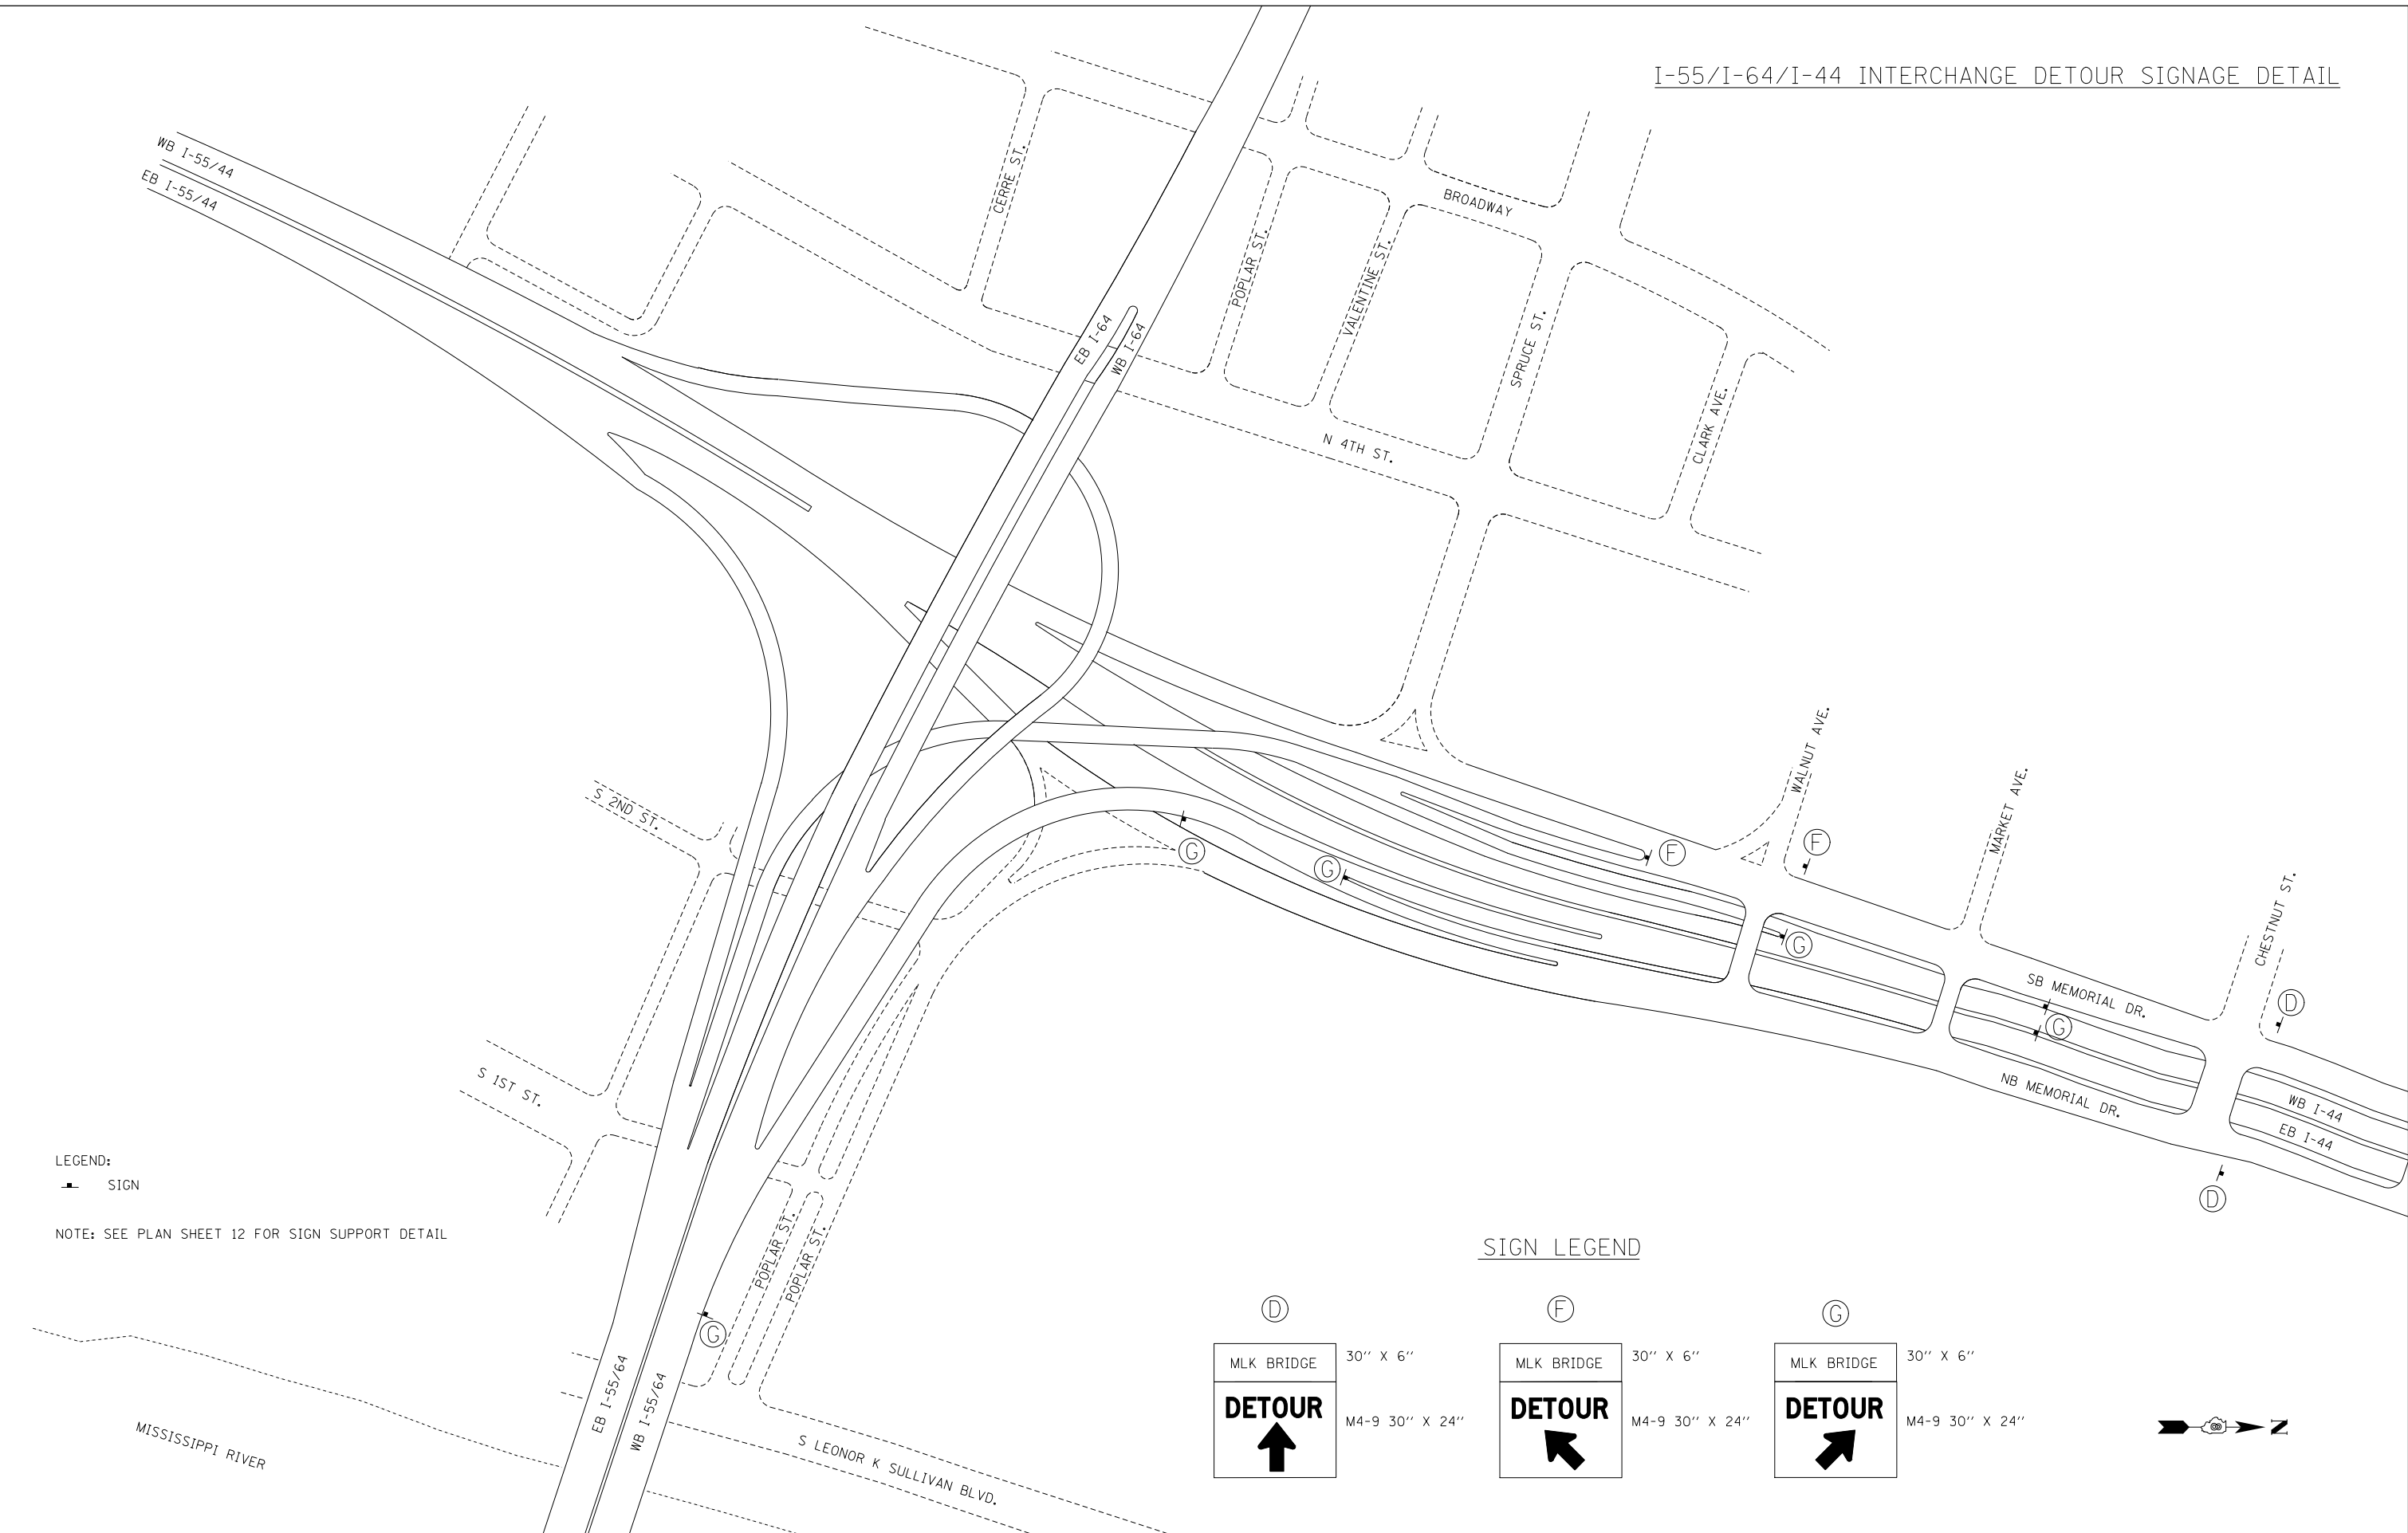 I-55/I-64/I-44 INTERCHANGE DETOUR SIGNAGE DETAIL
WB I-55/44
EB I-55/44
CERRE ST.
BROADWAY
POPLAR ST.
VALENTINE ST.
SPRUCE ST.
CLARK AVE.
EB I-64
WB I-64
N 4TH ST.
WALNUT AVE.
MARKET AVE.
CHESTNUT ST.
S 2ND ST.
G
G
F
F
G
SB MEMORIAL DR.
D
G
NB MEMORIAL DR.
WB I-44
EB I-44
D
S 1ST ST.
LEGEND:
SIGN
NOTE: SEE PLAN SHEET 12 FOR SIGN SUPPORT DETAIL
POPLAR ST.
POPLAR ST.
G
EB I-55/64
WB I-55/64
MISSISSIPPI RIVER
S LEONOR K SULLIVAN BLVD.
SIGN LEGEND
D
MLK BRIDGE
30'' X 6''
DETOUR
M4-9 30'' X 24''
F
MLK BRIDGE
30'' X 6''
DETOUR
M4-9 30'' X 24''
G
MLK BRIDGE
30'' X 6''
DETOUR
M4-9 30'' X 24''
N